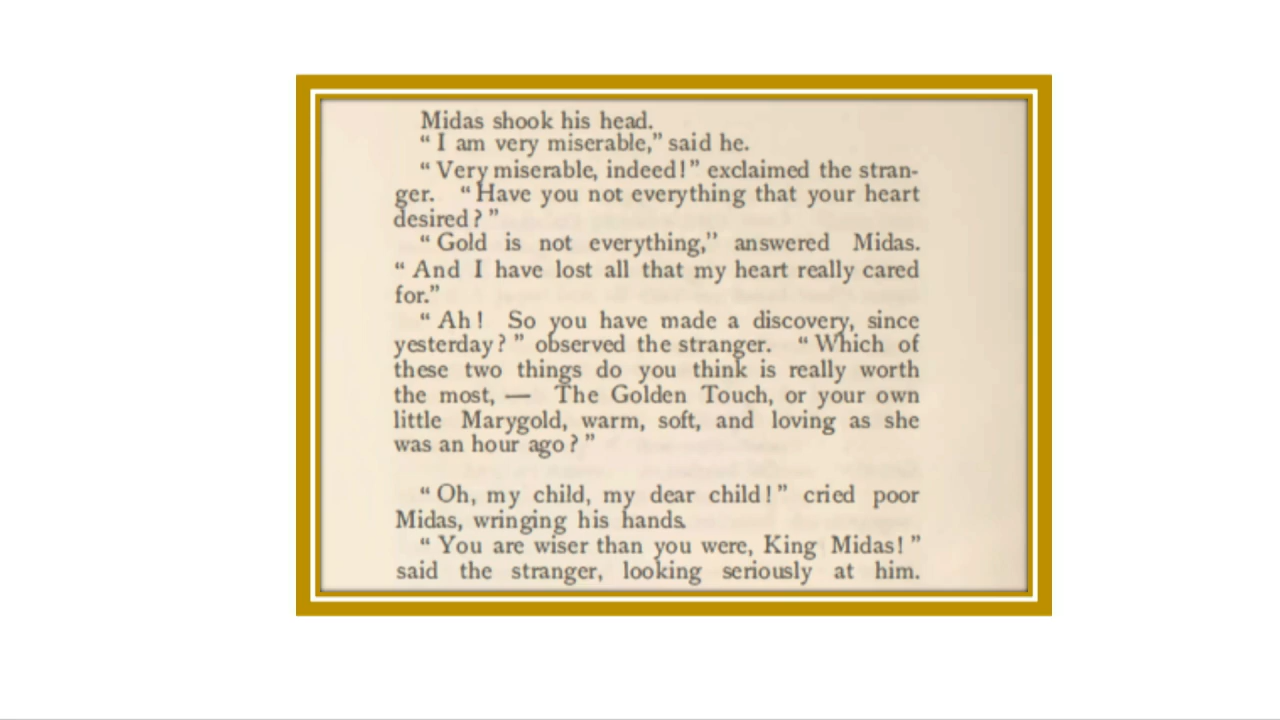 Midas shook his head.
“ I am very miserable,” said he.
“ Very miserable, indeed! ” exclaimed the stran-
ger. “ Have you not everything that your heart
desired ? ”
“ Gold is not everything,” answered Midas.
“ And I have lost all that my heart really cared
for.”
“ Ah ! So you have made a discovery, since
yesterday ? ” observed the stranger. “ Which of
these two things do you think is really worth
the most, — The Golden Touch, or your own
little Marygold, warm, soft, and loving as she
was an hour ago ? ”
“ Oh, my child, my dear child ! ” cried poor
Midas, wringing his hands.
“ You are wiser than you were, King Midas ! ”
said the stranger, looking seriously at him.